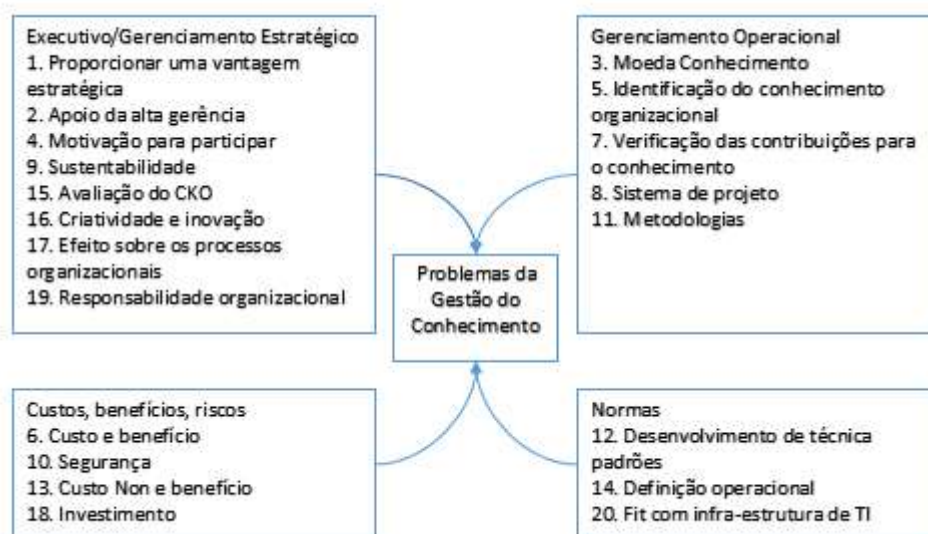 Executivo/Gerenciamento Estratégico
1. Proporcionar uma vantagem
estratégica
2. Apoio da alta gerência
4. Motivação para participar
9. Sustentabilidade
15. Avaliação do CKO
16. Criatividade e inovação
17. Efeito sobre os processos
organizacionais
19. Responsabilidade organizacional
Gerenciamento Operacional
3. Moeda Conhecimento
5. Identificação do conhecimento
organizacional
7. Verificação das contribuições para
o conhecimento
8. Sistema de projeto
11. Metodologias
Problemas da
Gestão do
Conhecimento
Custos, benefícios, riscos
6. Custo e benefício
10. Segurança
13. Custo Non e benefício
18. Investimento
Normas
12. Desenvolvimento de técnica
padrões
14. Definição operacional
20. Fit com infra-estrutura de TI